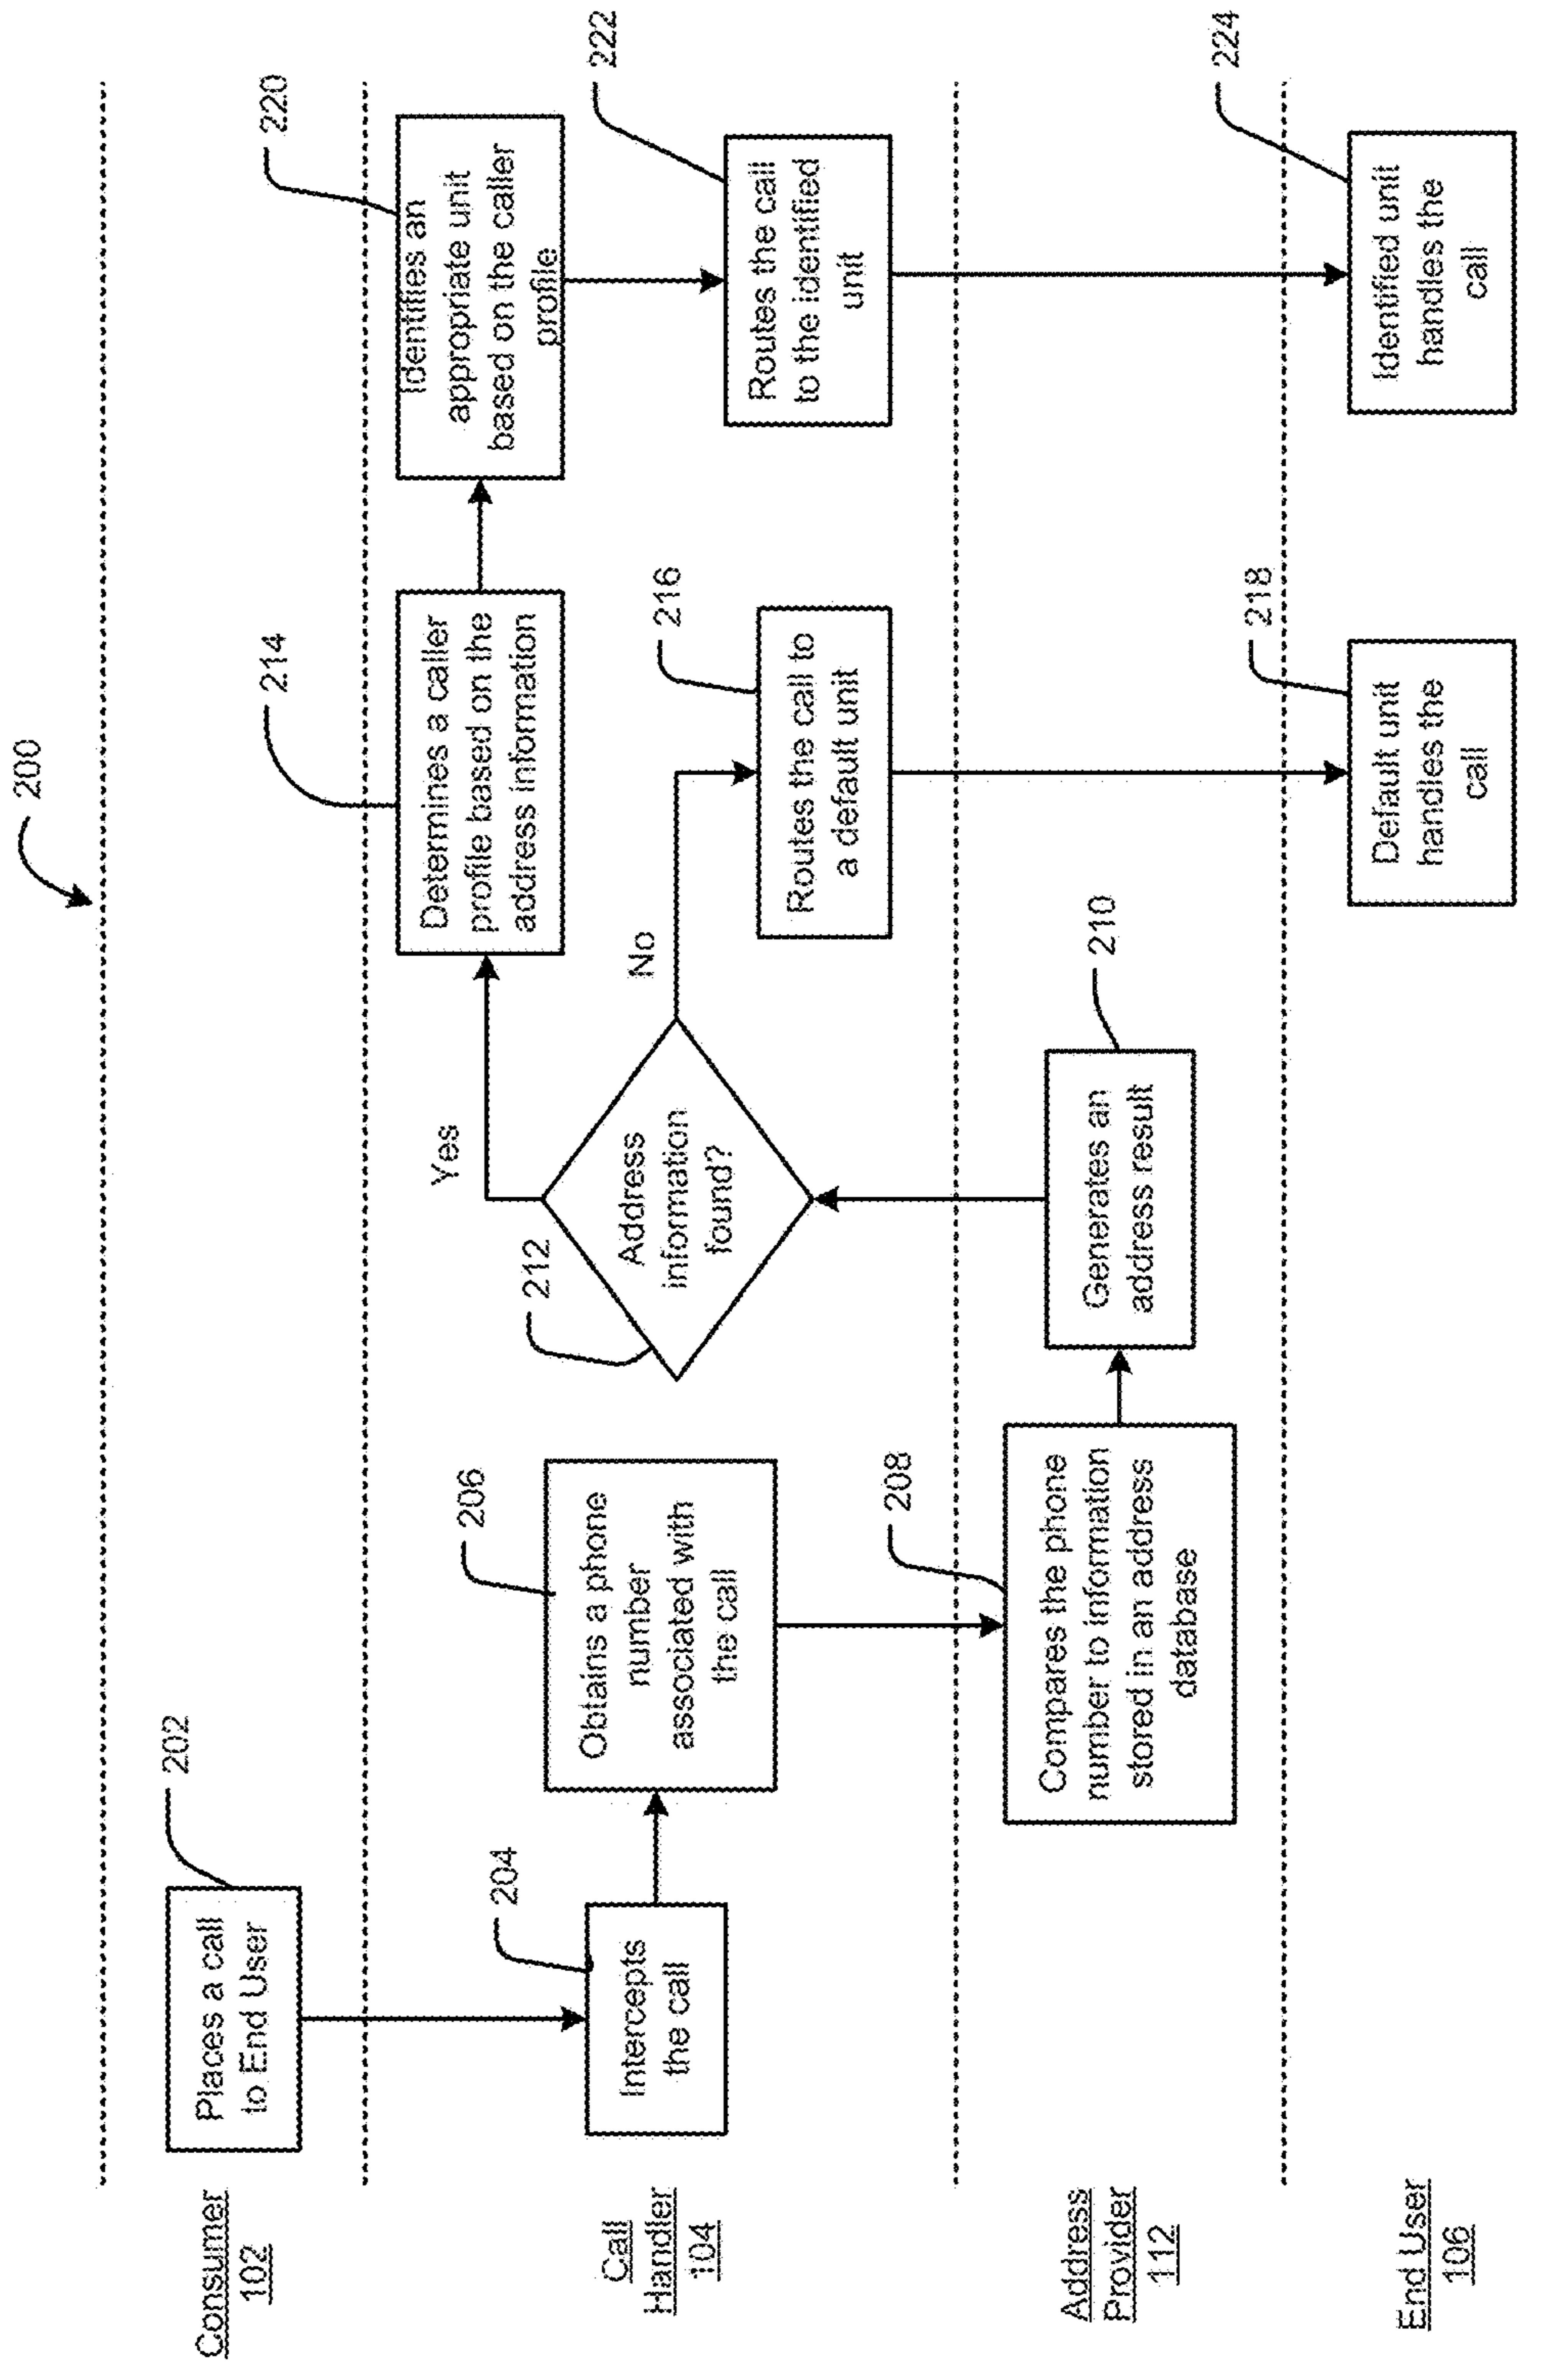 200
Consumer
102
Places a call
to End User
202
Call
Handler
104
Intercepts
the call
204
Obtains a phone
number
associated with
the call
206
Address
information
found?
212
Yes
No
Determines a caller
profile based on the
address information
214
Identifies an
appropriate unit
based on the caller
profile
220
Routes the call to
a default unit
216
Routes the call
to the identified
unit
222
Address
Provider
112
Compares the phone
number to information
stored in an address
database
208
Generates an
address result
210
End User
106
Default unit
handles the
call
218
Identified unit
handles the
call
224